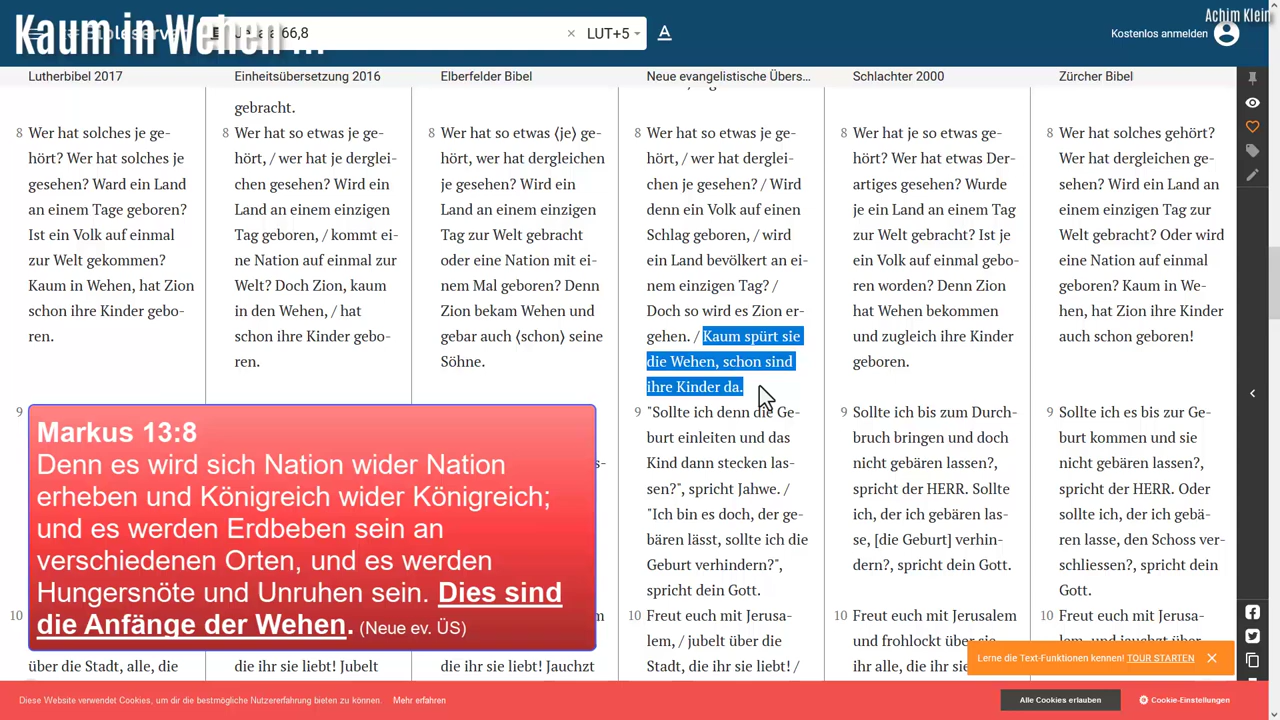 Kaum in Wehen ...
66,8
LUT+5
Achim Klein
Kostenlos anmelden
Lutherbibel 2017
Einheitsübersetzung 2016
Elberfelder Bibel
Neue evangelistische Übers...
Schlachter 2000
Zürcher Bibel
8 Wer hat solches je ge-
hört? Wer hat solches je
gesehen? Ward ein Land
an einem Tage geboren?
Ist ein Volk auf einmal
zur Welt gekommen?
Kaum in Wehen, hat Zion
schon ihre Kinder gebo-
ren.
9
10
über die Stadt, alle, die
gebracht.
8 Wer hat so etwas je ge-
hört, / wer hat je derglei-
chen gesehen? Wird ein
Land an einem einzigen
Tag geboren, / kommt ei-
ne Nation auf einmal zur
Welt? Doch Zion, kaum
in den Wehen, / hat
schon ihre Kinder gebo-
ren.
die ihr sie liebt! Jubelt
8 Wer hat so etwas ⟨je⟩ ge-
hört, wer hat dergleichen
je gesehen? Wird ein
Land an einem einzigen
Tag zur Welt gebracht
oder eine Nation mit ei-
nem Mal geboren? Denn
Zion bekam Wehen und
gebar auch ⟨schon⟩ seine
Söhne.
die ihr sie liebt! Jauchzt
8 Wer hat so etwas je ge-
hört, / wer hat derglei-
chen je gesehen? / Wird
denn ein Volk auf einen
Schlag geboren, / wird
ein Land bevölkert an ei-
nem einzigen Tag? /
Doch so wird es Zion er-
gehen. / Kaum spürt sie
die Wehen, schon sind
ihre Kinder da.
9 "Sollte ich denn die Ge-
burt einleiten und das
Kind dann stecken las-
sen?", spricht Jahwe. /
"Ich bin es doch, der ge-
bären lässt, sollte ich die
Geburt verhindern?",
spricht dein Gott.
10 Freut euch mit Jerusa-
lem, / jubelt über die
Stadt, die ihr sie liebt! /
8 Wer hat je so etwas ge-
hört? Wer hat etwas Der-
artiges gesehen? Wurde
je ein Land an einem Tag
zur Welt gebracht? Ist je
ein Volk auf einmal gebo-
ren worden? Denn Zion
hat Wehen bekommen
und zugleich ihre Kinder
geboren.
9 Sollte ich bis zum Durch-
bruch bringen und doch
nicht gebären lassen?,
spricht der HERR. Sollte
ich, der ich gebären las-
se, [die Geburt] verhin-
dern?, spricht dein Gott.
10 Freut euch mit Jerusalem
und frohlockt über sie,
ihr alle, die ihr sie
8 Wer hat solches gehört?
Wer hat dergleichen ge-
sehen? Wird ein Land an
einem einzigen Tag zur
Welt gebracht? Oder wird
eine Nation auf einmal
geboren? Kaum in We-
hen, hat Zion ihre Kinder
auch schon geboren!
9 Sollte ich es bis zur Ge-
burt kommen und sie
nicht gebären lassen?,
spricht der HERR. Oder
sollte ich, der ich gebä-
ren lasse, den Schoss ver-
schliessen?, spricht dein
Gott.
10 Freut euch mit Jerusa-
lem, und jauchzt über
Markus 13:8
Denn es wird sich Nation wider Nation
erheben und Königreich wider Königreich;
und es werden Erdbeben sein an
verschiedenen Orten, und es werden
Hungersnöte und Unruhen sein. Dies sind
die Anfänge der Wehen. (Neue ev. ÜS)
Lerne die Text-Funktionen kennen! TOUR STARTEN
Diese Website verwendet Cookies, um dir die bestmögliche Nutzererfahrung bieten zu können. Mehr erfahren
Alle Cookies erlauben
Cookie-Einstellungen